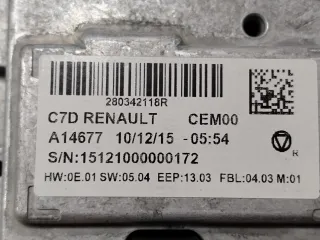 280342118R
C7D RENAULT CEM00
A14677 10/12/15 -05:54
S/N:15121000000172
HW:0E.01 SW:05.04 EEP:13.03 FBL:04.03 M:01